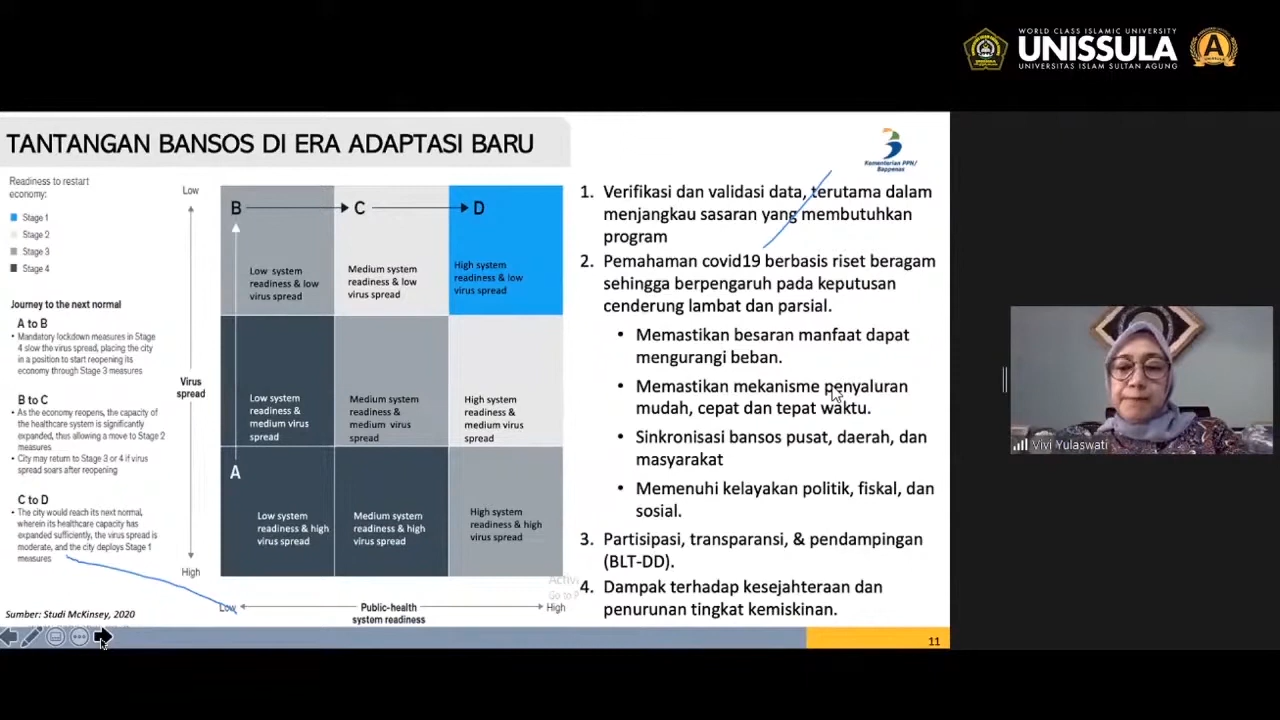 WORLD CLASS ISLAMIC UNIVERSITY
UNISSULA
UNIVERSITAS ISLAM SULTAN AGUNG
A
TANTANGAN BANSOS DI ERA ADAPTASI BARU
Kementerian PPN/
Bappenas
Readiness to restart
economy:
Stage 1
Stage 2
Stage 3
Stage 4
Journey to the next normal
A to B
• Mandatory lockdown measures in Stage
4 slow the virus spread, placing the city
in a position to start reopening its
economy through Stage 3 measures
B to C
• As the economy reopens, the capacity of
the healthcare system is significantly
expanded, thus allowing a move to Stage 2
measures
• City may return to Stage 3 or 4 if virus
spread soars after reopening
C to D
• The city would reach its next normal,
wherein its healthcare capacity has
expanded sufficiently, the virus spread is
moderate, and the city deploys Stage 1
measures
Sumber: Studi McKinsey, 2020
Low
Virus
spread
High
B
C
D
Low system
readiness & low
virus spread
Medium system
readiness & low
virus spread
High system
readiness & low
virus spread
Low system
readiness &
medium virus
spread
Medium system
readiness &
medium virus
spread
High system
readiness &
medium virus
spread
A
Low system
readiness & high
virus spread
Medium system
readiness & high
virus spread
High system
readiness & high
virus spread
Low
Public-health
system readiness
High
1. Verifikasi dan validasi data, terutama dalam
menjangkau sasaran yang membutuhkan
program
2. Pemahaman covid19 berbasis riset beragam
sehingga berpengaruh pada keputusan
cenderung lambat dan parsial.
• Memastikan besaran manfaat dapat
mengurangi beban.
• Memastikan mekanisme penyaluran
mudah, cepat dan tepat waktu.
• Sinkronisasi bansos pusat, daerah, dan
masyarakat
• Memenuhi kelayakan politik, fiskal, dan
sosial.
3. Partisipasi, transparansi, & pendampingan
(BLT-DD).
4. Dampak terhadap kesejahteraan dan
penurunan tingkat kemiskinan.
11
Vivi Yulaswati